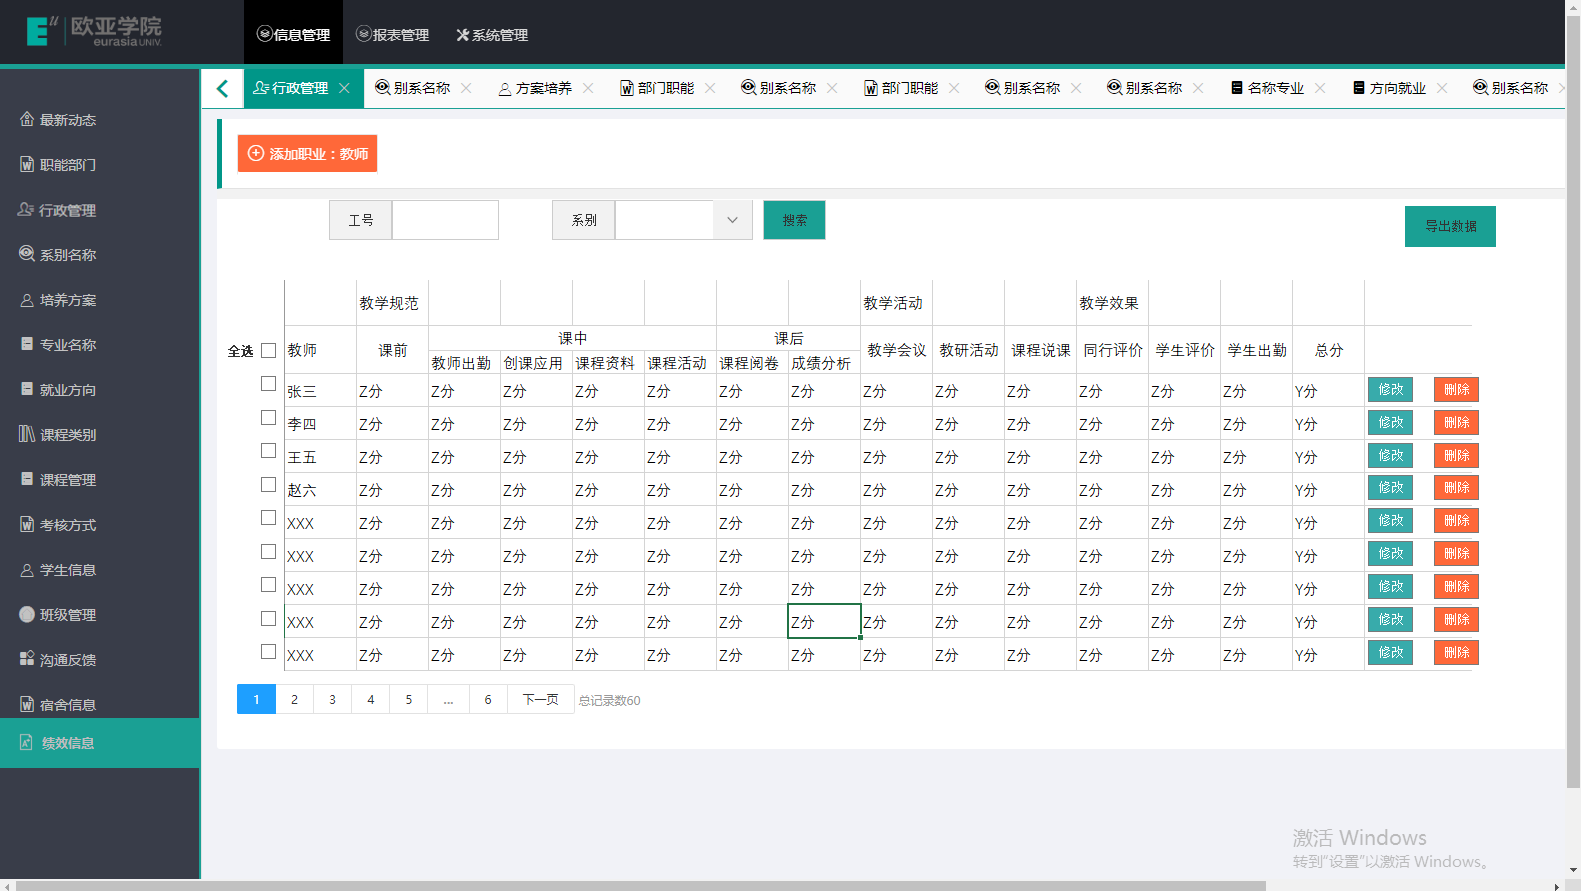 欧亚学院
eurasia UNIV.
信息管理 报表管理 系统管理
行政管理 别系名称 方案培养 部门职能 别系名称 部门职能 别系名称 别系名称 名称专业 方向就业 别系名称
最新动态
职能部门
行政管理
系别名称
培养方案
专业名称
就业方向
课程类别
课程管理
考核方式
学生信息
班级管理
沟通反馈
宿舍信息
绩效信息
添加职业：教师
工号 系别 搜索 导出数据
教学规范 教学活动 教学效果
课中 课后
全选 教师 课前 教学会议 教研活动 课程说课 同行评价 学生评价 学生出勤 总分
教师出勤 创课应用 课程资料 课程活动 课程阅卷 成绩分析
张三 Z分 Z分 Z分 Z分 Z分 Z分 Z分 Z分 Z分 Z分 Z分 Z分 Z分 Y分 修改 删除
李四 Z分 Z分 Z分 Z分 Z分 Z分 Z分 Z分 Z分 Z分 Z分 Z分 Z分 Y分 修改 删除
王五 Z分 Z分 Z分 Z分 Z分 Z分 Z分 Z分 Z分 Z分 Z分 Z分 Z分 Y分 修改 删除
赵六 Z分 Z分 Z分 Z分 Z分 Z分 Z分 Z分 Z分 Z分 Z分 Z分 Z分 Y分 修改 删除
XXX Z分 Z分 Z分 Z分 Z分 Z分 Z分 Z分 Z分 Z分 Z分 Z分 Z分 Y分 修改 删除
XXX Z分 Z分 Z分 Z分 Z分 Z分 Z分 Z分 Z分 Z分 Z分 Z分 Z分 Y分 修改 删除
XXX Z分 Z分 Z分 Z分 Z分 Z分 Z分 Z分 Z分 Z分 Z分 Z分 Z分 Y分 修改 删除
XXX Z分 Z分 Z分 Z分 Z分 Z分 Z分 Z分 Z分 Z分 Z分 Z分 Z分 Y分 修改 删除
XXX Z分 Z分 Z分 Z分 Z分 Z分 Z分 Z分 Z分 Z分 Z分 Z分 Z分 Y分 修改 删除
1 2 3 4 5 ... 6 下一页 总记录数60
激活 Windows
转到“设置”以激活 Windows。